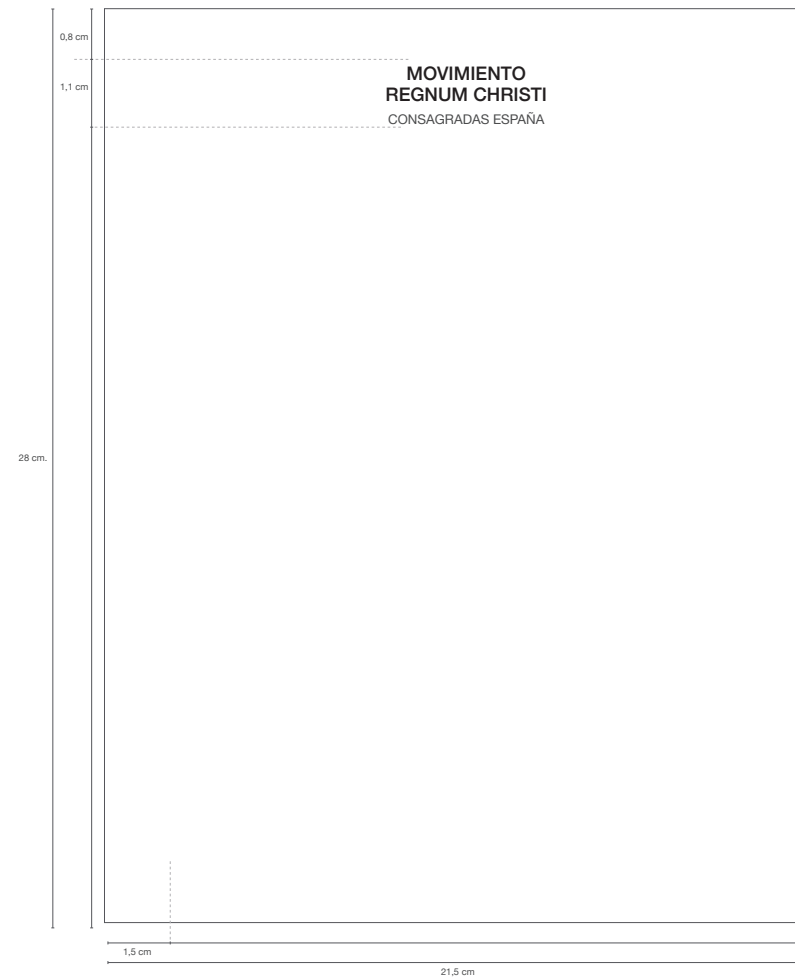 0,8 cm
1,1 cm
MOVIMIENTO
REGNUM CHRISTI
CONSAGRADAS ESPAÑA
28 cm.
1,5 cm
21,5 cm